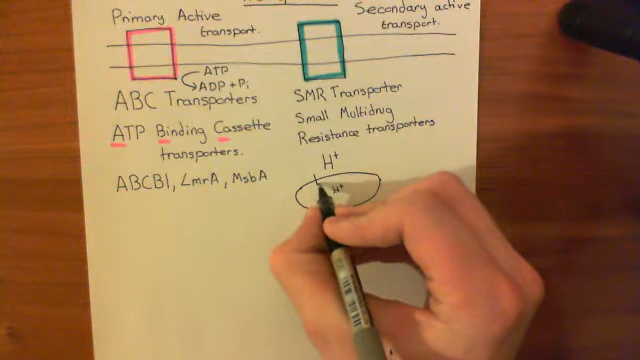 Primary Active
transport.
ATP
ADP + Pi
ABC Transporters
ATP Binding Cassette
transporters.
ABCB1, LmrA, MsbA
Secondary active
transport.
SMR Transporter
Small Multidrug
Resistance transporters
H⁺
H⁺